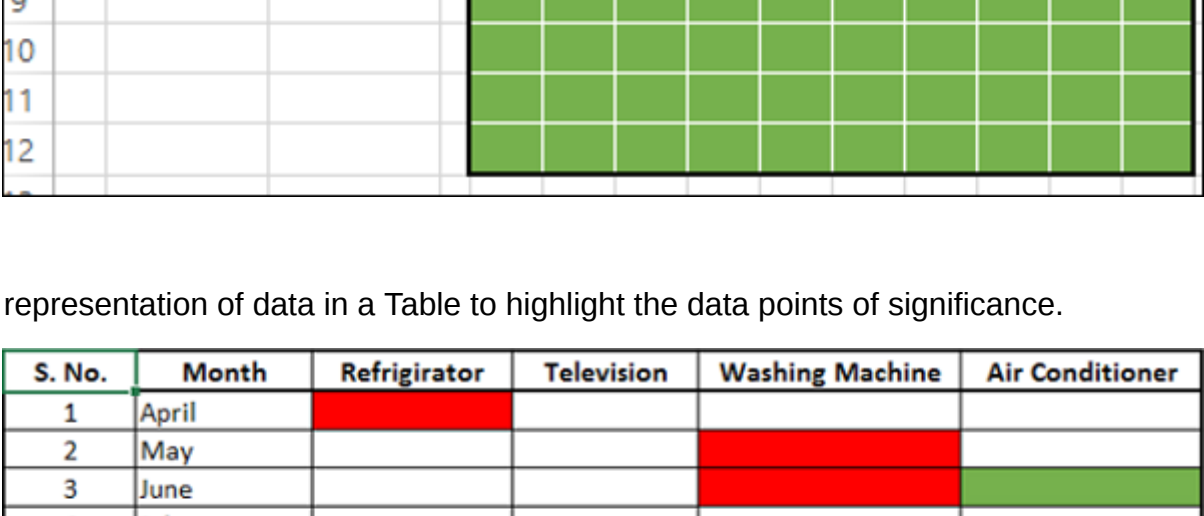 10
11
12
representation of data in a Table to highlight the data points of significance.
S. No. Month Refrigirator Television Washing Machine Air Conditioner
1 April
2 May
3 June